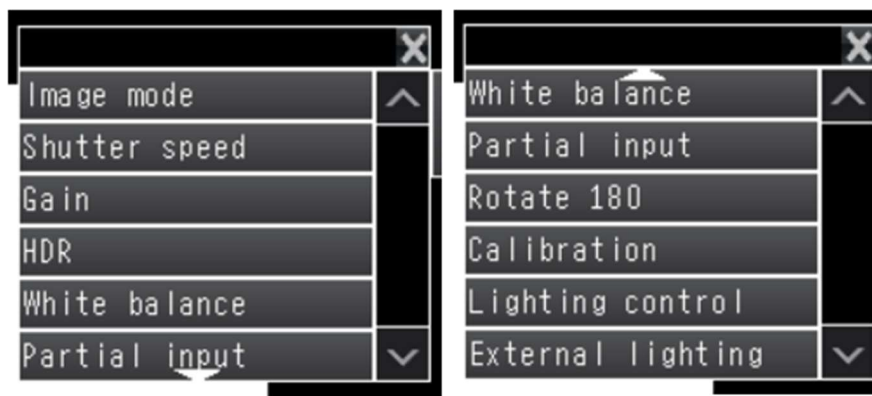 Image mode
Shutter speed
Gain
HDR
White balance
Partial input
White balance
Partial input
Rotate 180
Calibration
Lighting control
External lighting